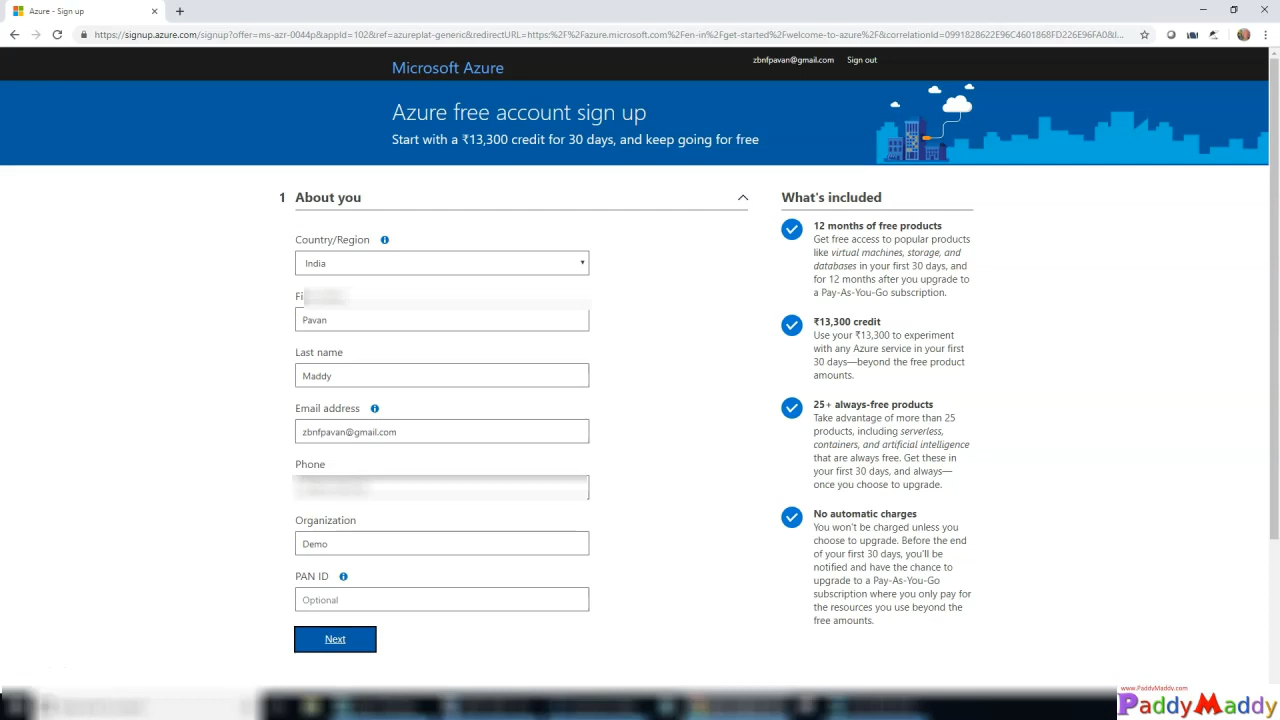 Azure - Sign up
https://signup.azure.com/signup?offer=ms-azr-0044p&appId=102&ref=azureplat-generic&redirectURL=https:%2F%2Fazure.microsoft.com%2Fen-in%2Fget-started%2Fwelcome-to-azure%2F&correlationId=0991828622E96C4601868FD226E96FA0&l...
Microsoft Azure
zbnfpavan@gmail.com Sign out
Azure free account sign up
Start with a ₹13,300 credit for 30 days, and keep going for free
1 About you
Country/Region
India
Fi
Pavan
Last name
Maddy
Email address
zbnfpavan@gmail.com
Phone
Organization
Demo
PAN ID
Optional
Next
What's included
12 months of free products
Get free access to popular products
like virtual machines, storage, and
databases in your first 30 days, and
for 12 months after you upgrade to
a Pay-As-You-Go subscription.
₹13,300 credit
Use your ₹13,300 to experiment
with any Azure service in your first
30 days—beyond the free product
amounts.
25+ always-free products
Take advantage of more than 25
products, including serverless,
containers, and artificial intelligence
that are always free. Get these in
your first 30 days, and always—
once you choose to upgrade.
No automatic charges
You won't be charged unless you
choose to upgrade. Before the end
of your first 30 days, you'll be
notified and have the chance to
upgrade to a Pay-As-You-Go
subscription where you only pay for
the resources you use beyond the
free amounts.
www.PaddyMaddy.com
PaddyMaddy